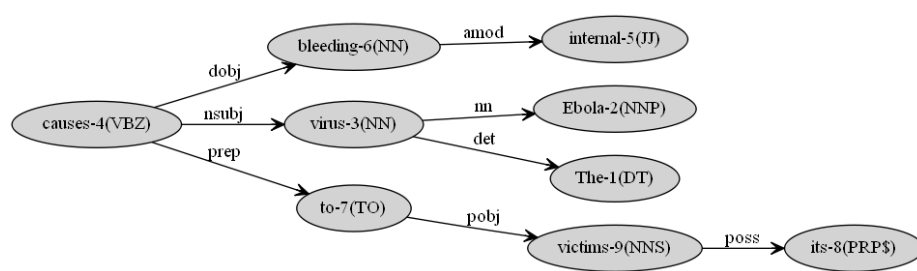 bleeding-6(NN) amod internal-5(JJ)
dobj
causes-4(VBZ) nsubj virus-3(NN) nn Ebola-2(NNP)
det
The-1(DT)
prep
to-7(TO) pobj
victims-9(NNS) poss its-8(PRP$)